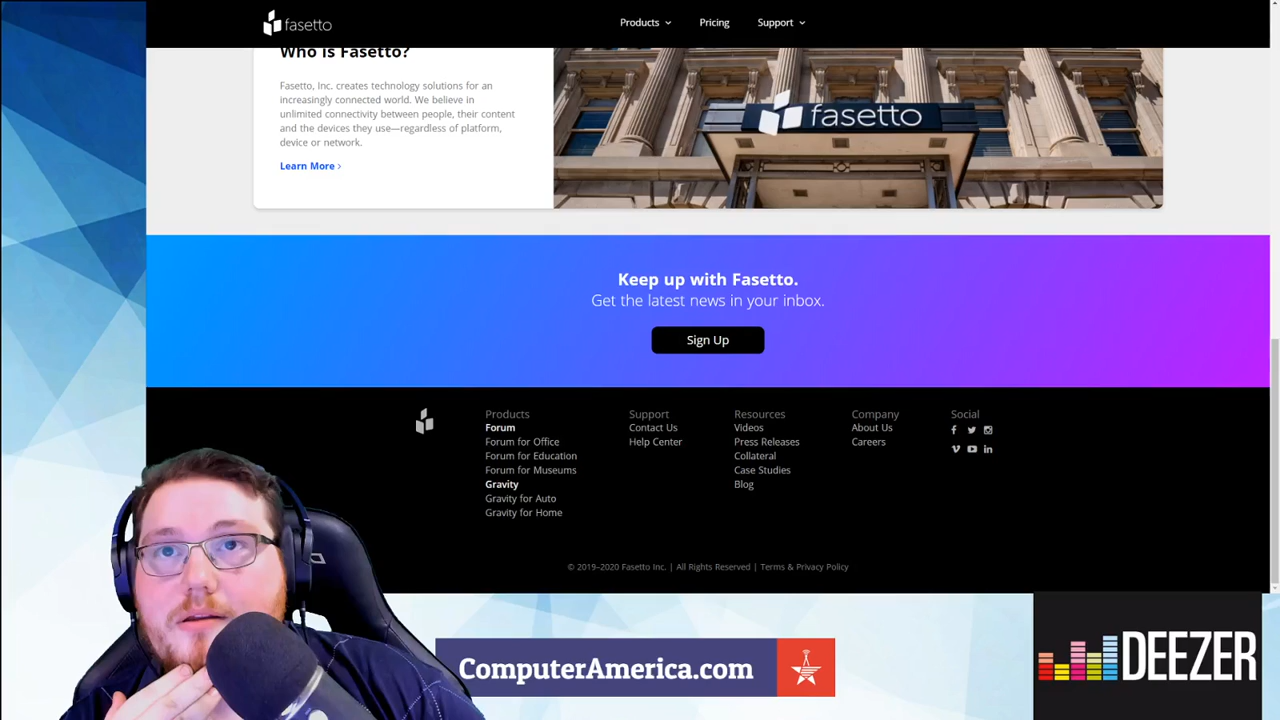 fasetto
Products
Pricing
Support
Who is Fasetto?
Fasetto, Inc. creates technology solutions for an
increasingly connected world. We believe in
unlimited connectivity between people, their content
and the devices they use—regardless of platform,
device or network.
Learn More
fasetto
Keep up with Fasetto.
Get the latest news in your inbox.
Sign Up
Products
Forum
Forum for Office
Forum for Education
Forum for Museums
Gravity
Gravity for Auto
Gravity for Home
Support
Contact Us
Help Center
Resources
Videos
Press Releases
Collateral
Case Studies
Blog
Company
About Us
Careers
Social
© 2019–2020 Fasetto Inc. | All Rights Reserved | Terms & Privacy Policy
ComputerAmerica.com
DEEZER